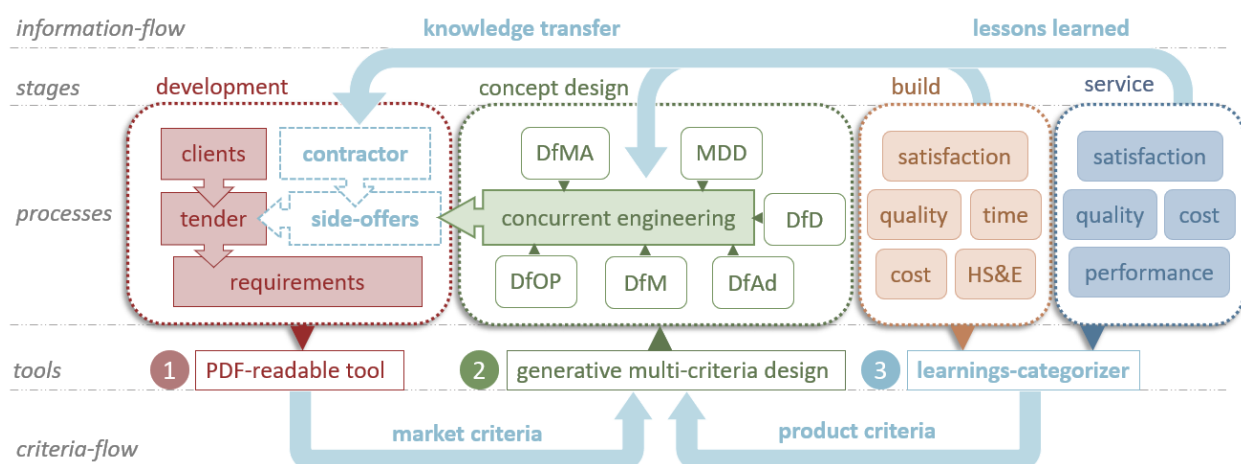 information-flow
knowledge transfer
lessons learned
stages
development
concept design
build
service
clients
contractor
DfMA
MDD
satisfaction
satisfaction
processes
tender
side-offers
concurrent engineering
DfD
quality
time
quality
cost
requirements
DfOP
DfM
DfAd
cost
HS&E
performance
tools
1
PDF-readable tool
2
generative multi-criteria design
3
learnings-categorizer
market criteria
product criteria
criteria-flow